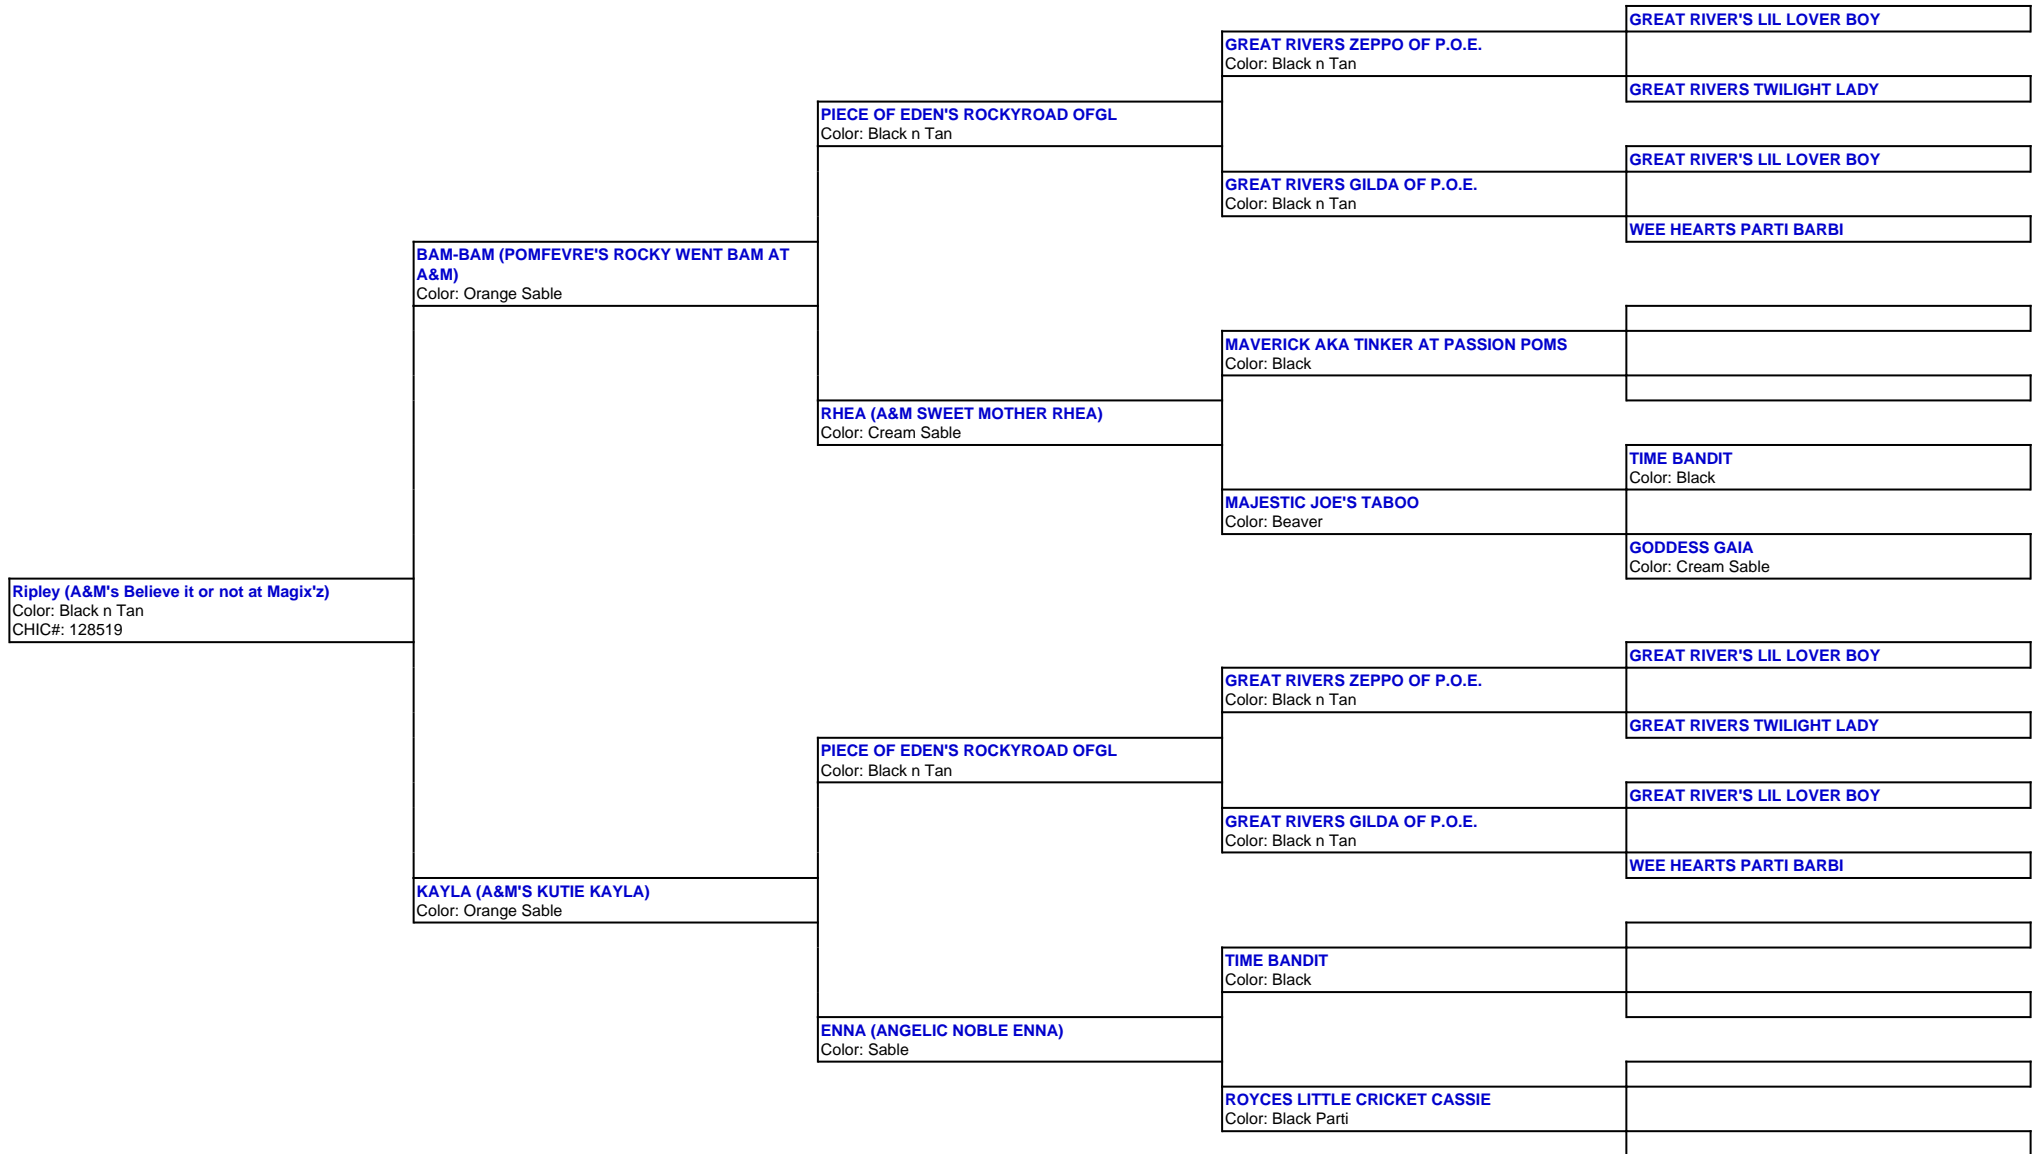 GREAT RIVER'S LIL LOVER BOY
GREAT RIVERS ZEPPO OF P.O.E.
Color: Black n Tan
GREAT RIVERS TWILIGHT LADY
PIECE OF EDEN'S ROCKYROAD OFGL
Color: Black n Tan
GREAT RIVER'S LIL LOVER BOY
GREAT RIVERS GILDA OF P.O.E.
Color: Black n Tan
WEE HEARTS PARTI BARBI
BAM-BAM (POMFEVRE'S ROCKY WENT BAM AT
A&M)
Color: Orange Sable
MAVERICK AKA TINKER AT PASSION POMS
Color: Black
RHEA (A&M SWEET MOTHER RHEA)
Color: Cream Sable
TIME BANDIT
Color: Black
MAJESTIC JOE'S TABOO
Color: Beaver
GODDESS GAIA
Color: Cream Sable
Ripley (A&M's Believe it or not at Magix'z)
Color: Black n Tan
CHIC#: 128519
GREAT RIVER'S LIL LOVER BOY
GREAT RIVERS ZEPPO OF P.O.E.
Color: Black n Tan
GREAT RIVERS TWILIGHT LADY
PIECE OF EDEN'S ROCKYROAD OFGL
Color: Black n Tan
GREAT RIVER'S LIL LOVER BOY
GREAT RIVERS GILDA OF P.O.E.
Color: Black n Tan
WEE HEARTS PARTI BARBI
KAYLA (A&M'S KUTIE KAYLA)
Color: Orange Sable
TIME BANDIT
Color: Black
ENNA (ANGELIC NOBLE ENNA)
Color: Sable
ROYCES LITTLE CRICKET CASSIE
Color: Black Parti